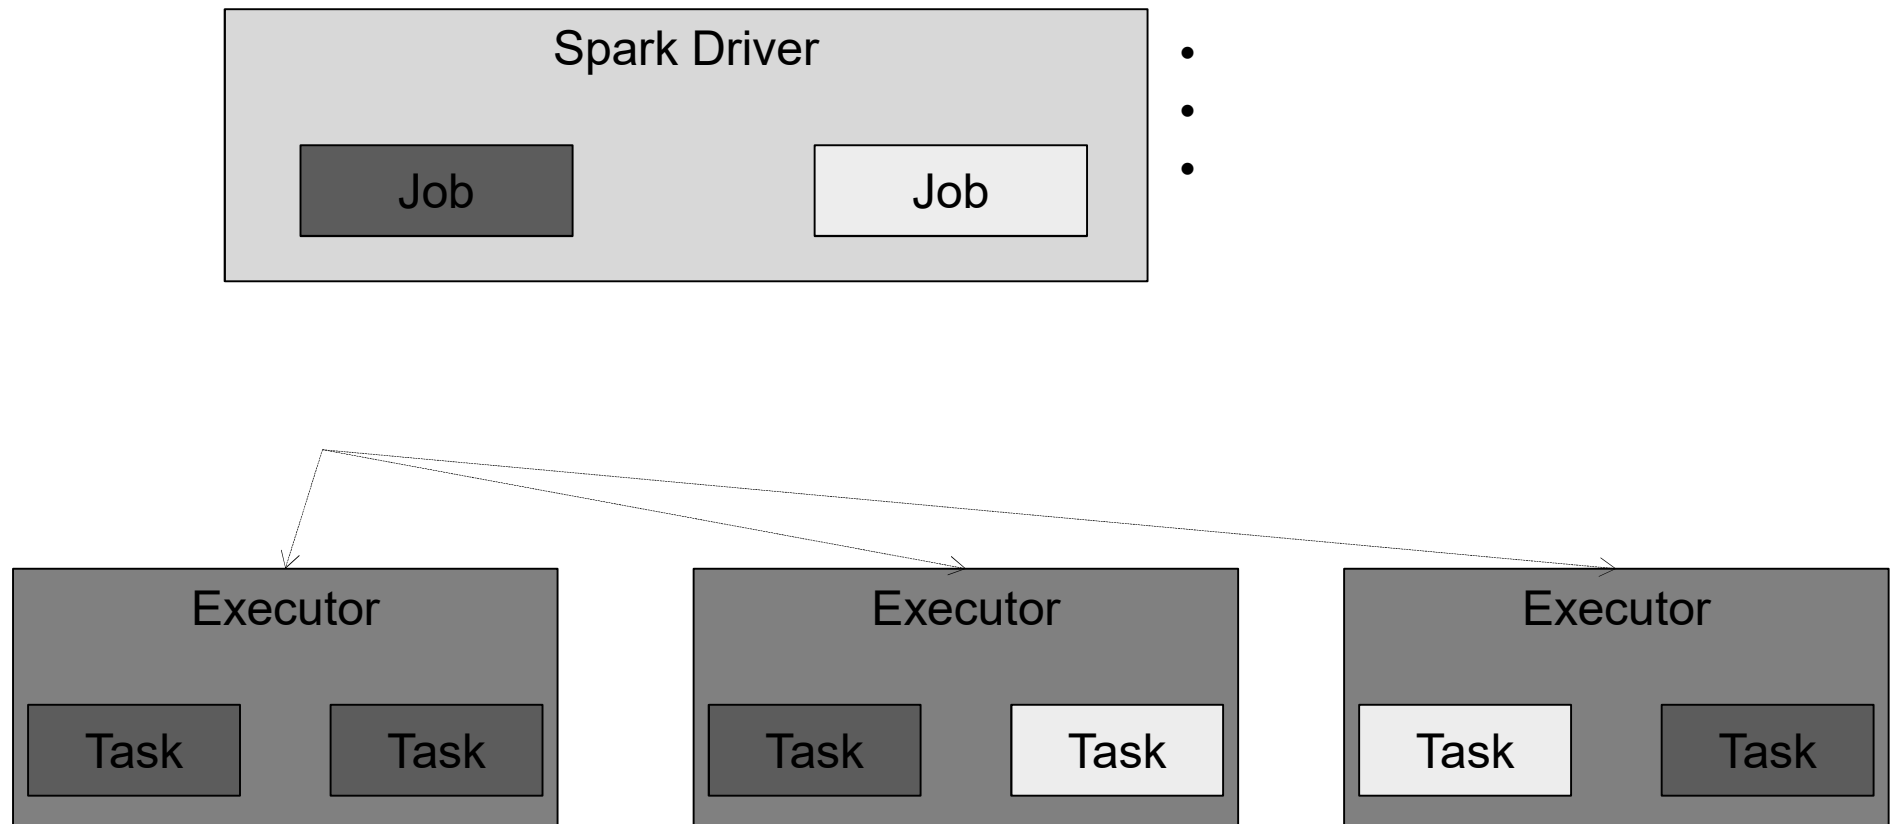 Spark Driver
•
•
•
Job Job
Executor Executor Executor
Task Task Task Task Task Task